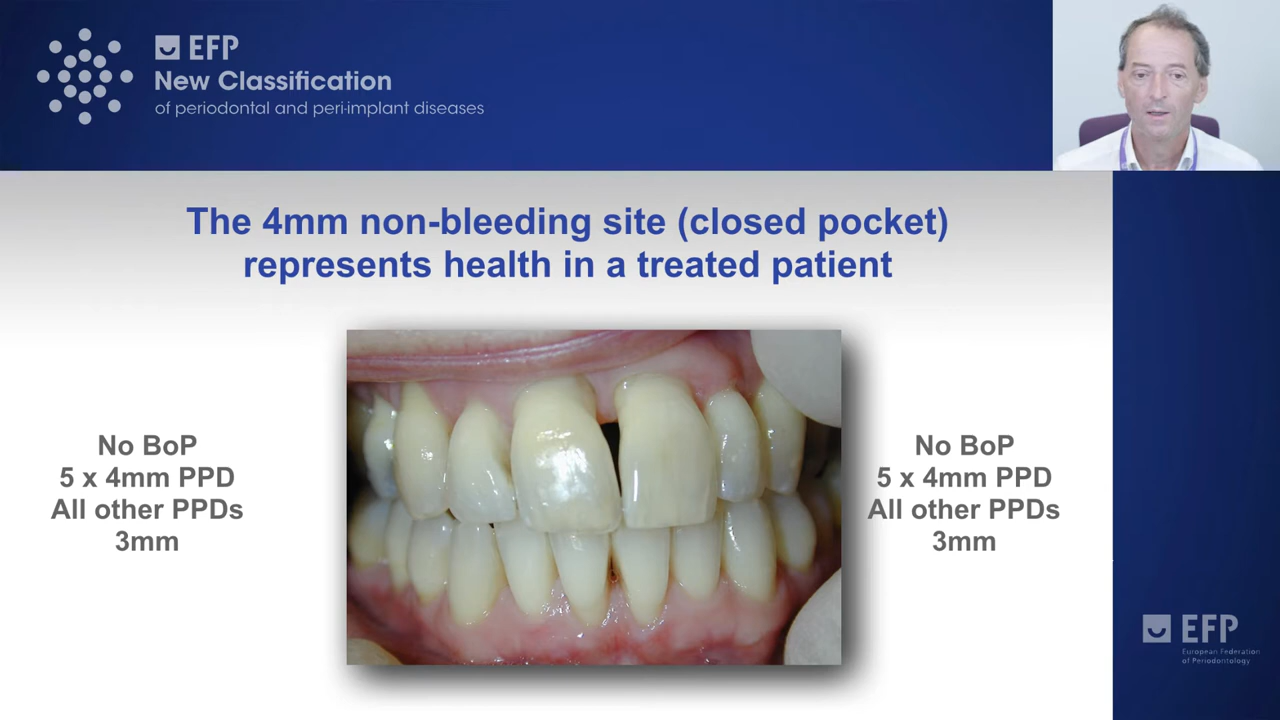 EFP
New Classification
of periodontal and peri-implant diseases
The 4mm non-bleeding site (closed pocket)
represents health in a treated patient
No BoP
5 x 4mm PPD
All other PPDs
3mm
No BoP
5 x 4mm PPD
All other PPDs
3mm
EFP
European Federation
of Periodontology